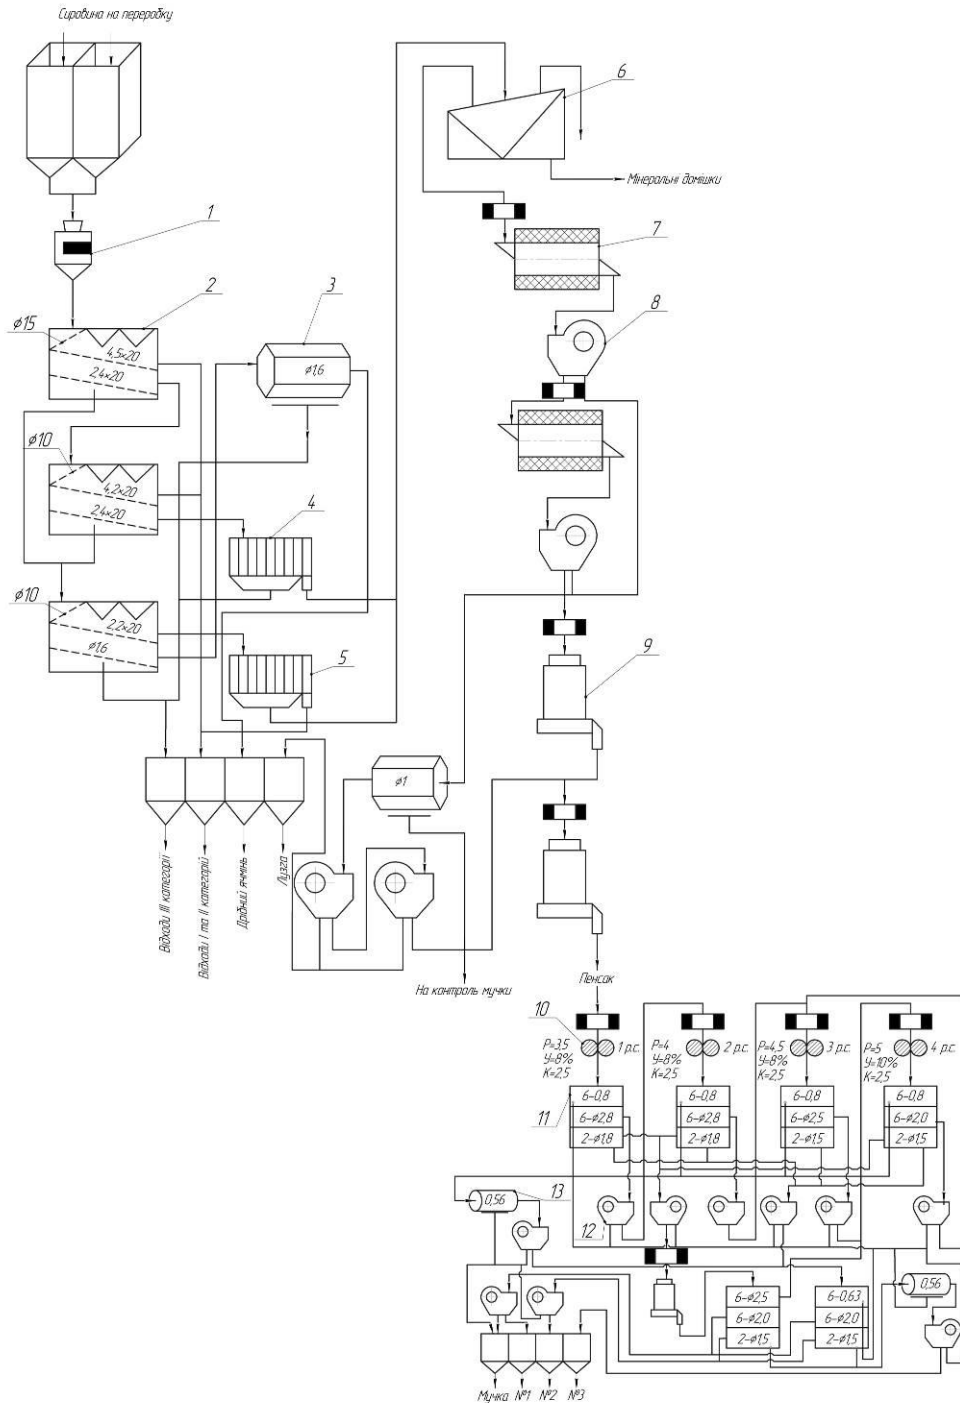 Сировина на переробку
1
2
3
4
5
6
7
8
9
10
11
12
13
ø15
4,5×20
2,4×20
ø1,6
ø10
4,2×20
2,4×20
ø10
2,2×20
ø1,6
Мінеральні домішки
ø1
Відходи III категорії
Відходи I та II категорій
Дрібний ячмінь
Лузга
На контроль мучки
Пенсак
P=3,5
У=8%
K=2,5
1 р.с.
P=4
У=8%
K=2,5
2 р.с.
P=4,5
У=8%
K=2,5
3 р.с.
P=5
У=10%
K=2,5
4 р.с.
6-0,8
6-ø2,8
2-ø1,8
6-0,8
6-ø2,8
2-ø1,8
6-0,8
6-ø2,5
2-ø1,5
6-0,8
6-ø2,0
2-ø1,5
0,56
0,56
6-ø2,5
6-ø2,0
2-ø1,5
6-0,63
6-ø2,0
2-ø1,5
Мучка
№1
№2
№3